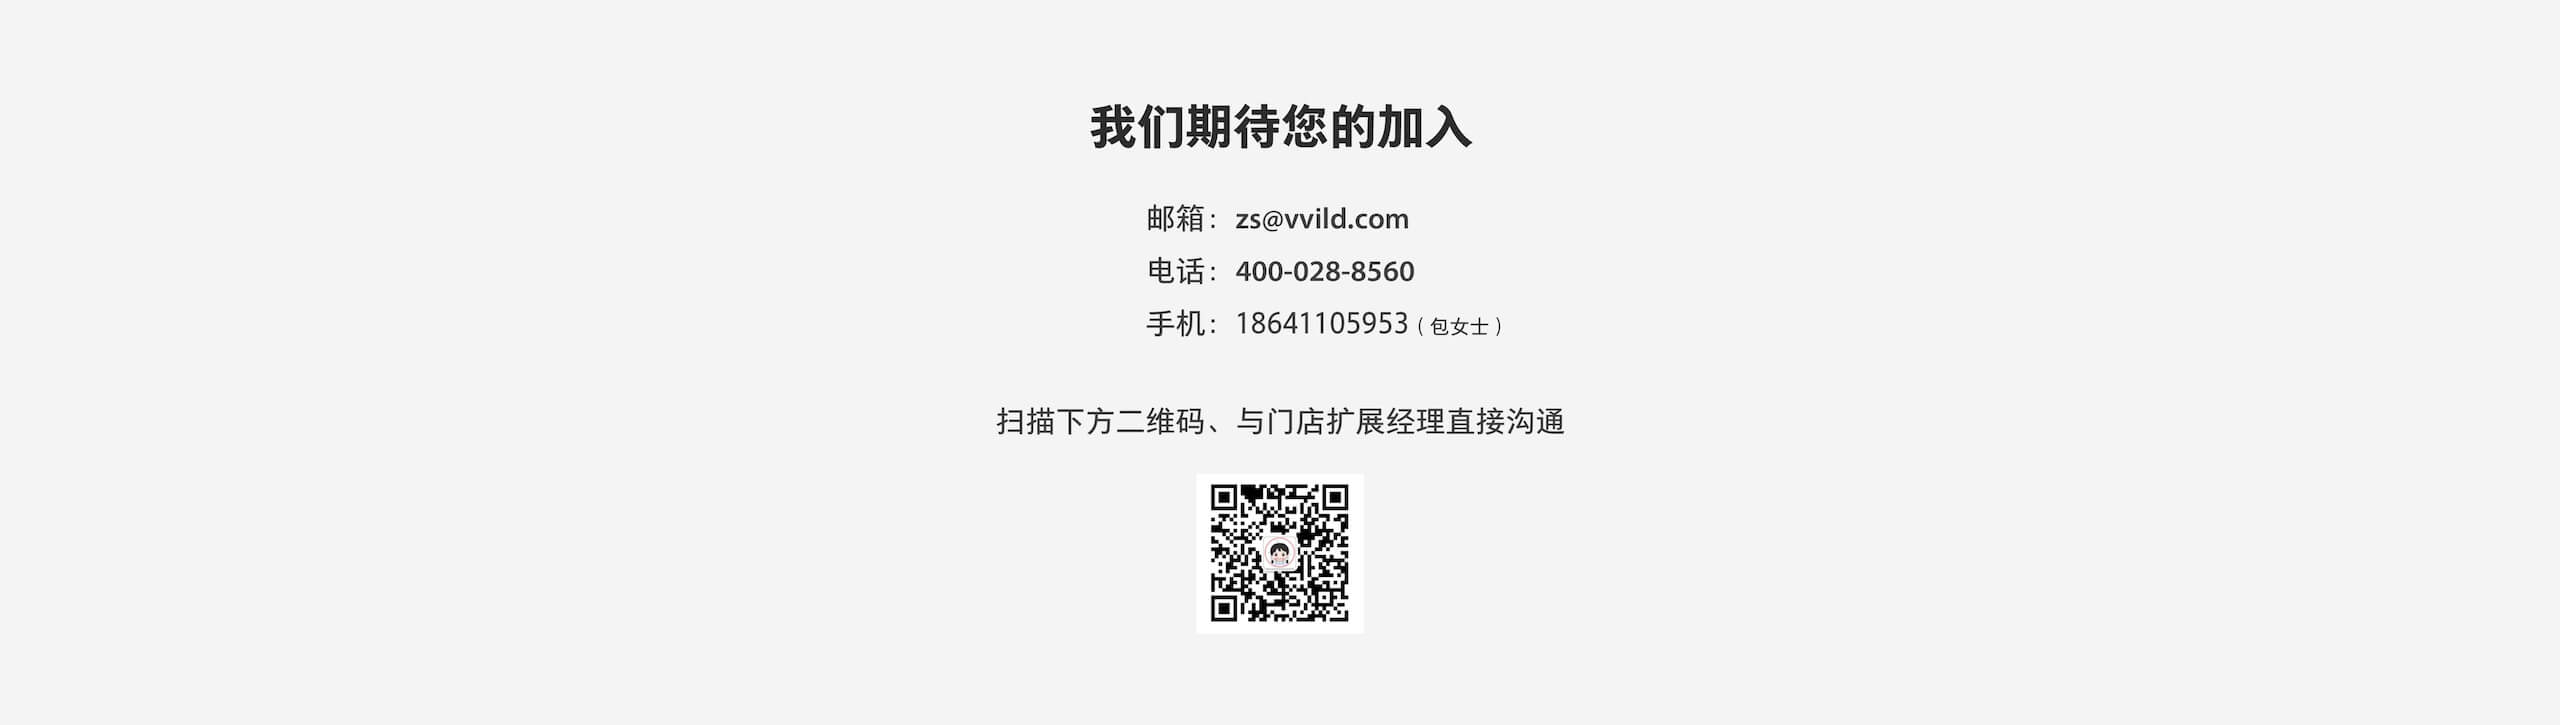 我们期待您的加入
邮箱：zs@vvild.com
电话：400-028-8560
手机：18641105953（包女士）
扫描下方二维码、与门店扩展经理直接沟通